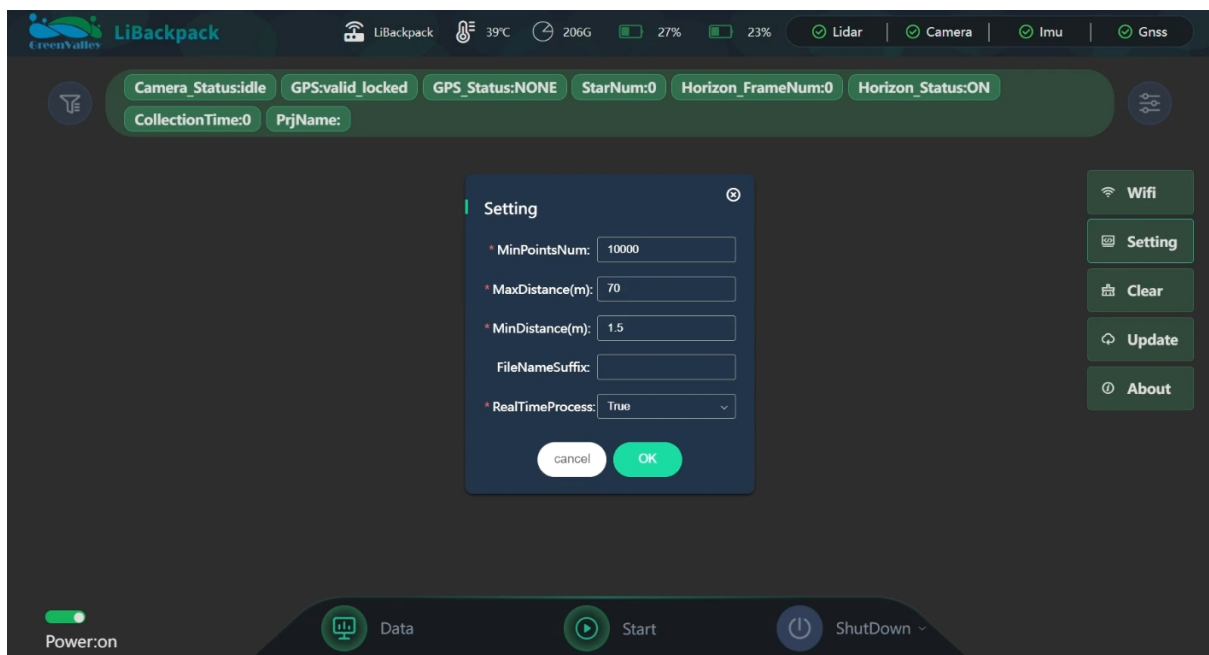 GreenValley LiBackpack LiBackpack 39℃ 206G 27% 23% Lidar Camera Imu Gnss
Camera_Status:idle GPS:valid_locked GPS_Status:NONE StarNum:0 Horizon_FrameNum:0 Horizon_Status:ON
CollectionTime:0 PrjName:
Setting
* MinPointsNum: 10000
* MaxDistance(m): 70
* MinDistance(m): 1.5
FileNameSuffix:
* RealTimeProcess: True
cancel OK
Wifi
Setting
Clear
Update
About
Power:on
Data Start ShutDown